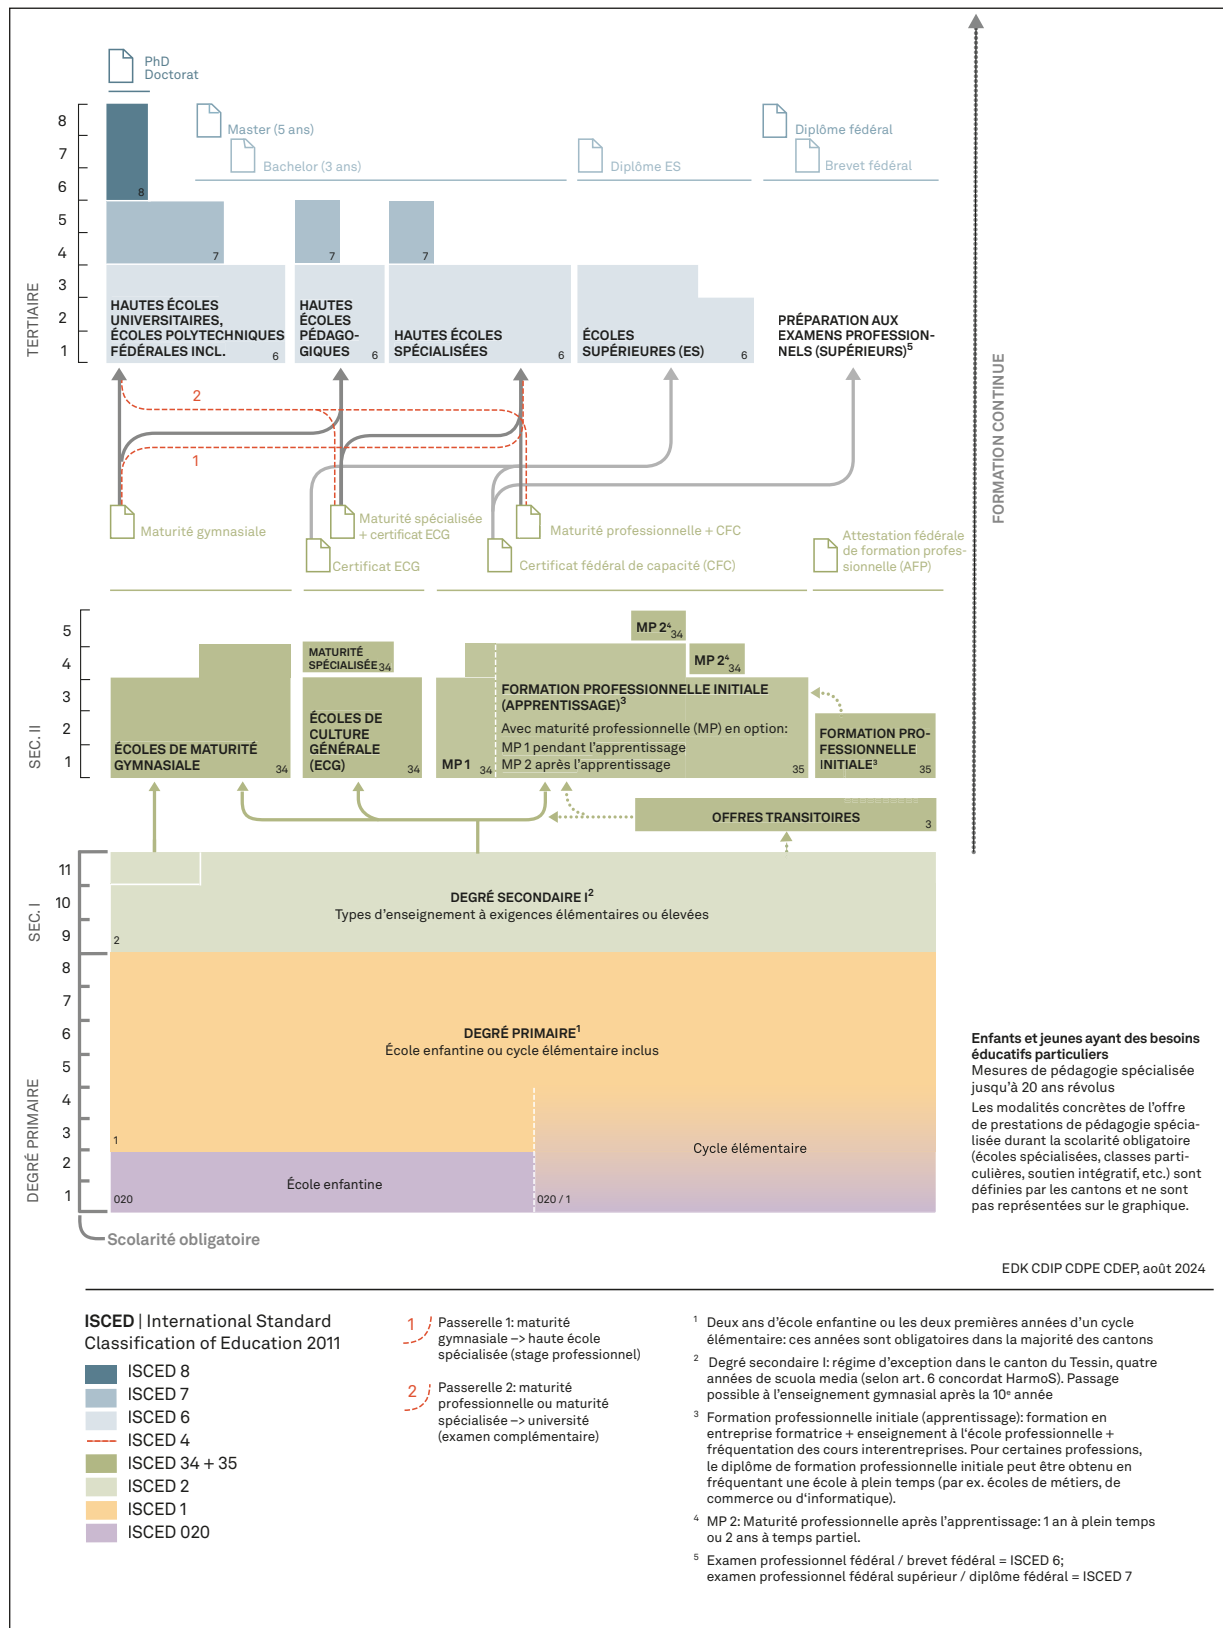 PhD
Doctorat
Master (5 ans)
Bachelor (3 ans)
Diplôme ES
Diplôme fédéral
Brevet fédéral
TERTIAIRE
8
7
6
5
4
3
2
1
8
7
7
7
HAUTES ÉCOLES
UNIVERSITAIRES,
ÉCOLES POLYTECHNIQUES
FÉDÉRALES INCL.
6
HAUTES
ÉCOLES
PÉDAGO-
GIQUES
6
HAUTES ÉCOLES
SPÉCIALISÉES
6
ÉCOLES
SUPÉRIEURES (ES)
6
PRÉPARATION AUX
EXAMENS PROFESSION-
NELS (SUPÉRIEURS)5
FORMATION CONTINUE
2
1
Maturité gymnasiale
Maturité spécialisée
+ certificat ECG
Maturité professionnelle + CFC
Certificat ECG
Certificat fédéral de capacité (CFC)
Attestation fédérale
de formation profes-
sionnelle (AFP)
SEC. II
5
4
3
2
1
ÉCOLES DE MATURITÉ
GYMNASIALE
34
MATURITÉ
SPÉCIALISÉE 34
ÉCOLES DE
CULTURE
GÉNÉRALE
(ECG)
34
MP 1 34
MP 2⁴ 34
MP 2⁴ 34
FORMATION PROFESSIONNELLE INITIALE
(APPRENTISSAGE)3
Avec maturité professionnelle (MP) en option:
MP 1 pendant l'apprentissage
MP 2 après l'apprentissage
35
FORMATION PRO-
FESSIONNELLE
INITIALE³
35
OFFRES TRANSITOIRES
3
SEC. I
11
10
9
DEGRÉ SECONDAIRE I2
Types d'enseignement à exigences élémentaires ou élevées
2
DEGRÉ PRIMAIRE
8
7
6
5
4
3
2
1
DEGRÉ PRIMAIRE1
École enfantine ou cycle élémentaire inclus
1
École enfantine
020
Cycle élémentaire
020 / 1
Scolarité obligatoire
Enfants et jeunes ayant des besoins
éducatifs particuliers
Mesures de pédagogie spécialisée
jusqu'à 20 ans révolus
Les modalités concrètes de l'offre
de prestations de pédagogie spécia-
lisée durant la scolarité obligatoire
(écoles spécialisées, classes parti-
culières, soutien intégratif, etc.) sont
définies par les cantons et ne sont
pas représentées sur le graphique.
EDK CDIP CDPE CDEP, août 2024
ISCED | International Standard
Classification of Education 2011
ISCED 8
ISCED 7
ISCED 6
ISCED 4
ISCED 34 + 35
ISCED 2
ISCED 1
ISCED 020
1
Passerelle 1: maturité
gymnasiale –> haute école
spécialisée (stage professionnel)
2
Passerelle 2: maturité
professionelle ou maturité
spécialisée –> université
(examen complémentaire)
1 Deux ans d'école enfantine ou les deux premières années d'un cycle
élémentaire: ces années sont obligatoires dans la majorité des cantons
2 Degré secondaire I: régime d'exception dans le canton du Tessin, quatre
années de scuola media (selon art. 6 concordat HarmoS). Passage
possible à l'enseignement gymnasial après la 10e année
3 Formation professionnelle initiale (apprentissage): formation en
entreprise formatrice + enseignement à l'école professionnelle +
fréquentation des cours interentreprises. Pour certaines professions,
le diplôme de formation professionnelle initiale peut être obtenu en
fréquentant une école à plein temps (par ex. écoles de métiers, de
commerce ou d'informatique).
4 MP 2: Maturité professionnelle après l'apprentissage: 1 an à plein temps
ou 2 ans à temps partiel.
5 Examen professionnel fédéral / brevet fédéral = ISCED 6;
examen professionnel fédéral supérieur / diplôme fédéral = ISCED 7